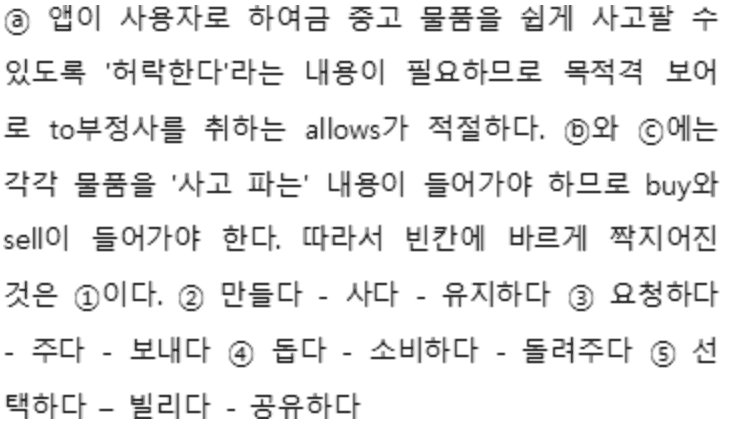 ⓐ 앱이 사용자로 하여금 중고 물품을 쉽게 사고팔 수
있도록 '허락한다'라는 내용이 필요하므로 목적격 보어
로 to부정사를 취하는 allows가 적절하다. ⓑ와 ⓒ에는
각각 물품을 '사고 파는' 내용이 들어가야 하므로 buy와
sell이 들어가야 한다. 따라서 빈칸에 바르게 짝지어진
것은 ①이다. ② 만들다 - 사다 - 유지하다 ③ 요청하다
- 주다 - 보내다 ④ 돕다 - 소비하다 - 돌려주다 ⑤ 선
택하다 – 빌리다 - 공유하다